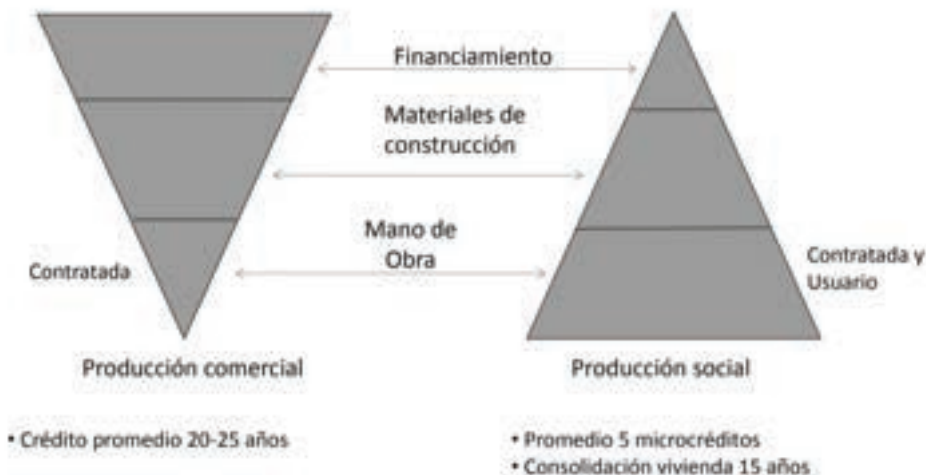 Financiamiento
Materiales de
construcción
Mano de
Obra
Contratada
Contratada y
Usuario
Producción comercial
Producción social
• Crédito promedio 20-25 años
• Promedio 5 microcréditos
• Consolidación vivienda 15 años